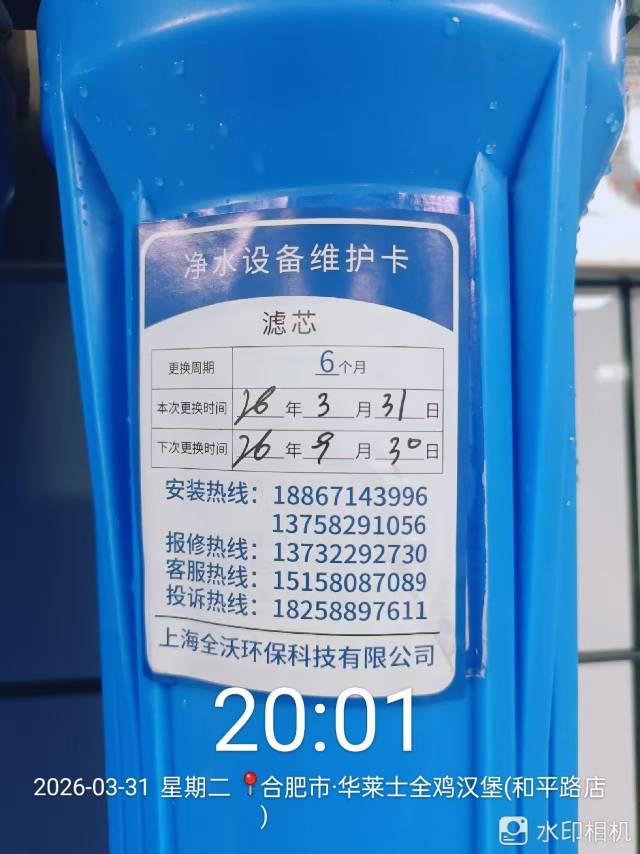 净水设备维护卡
滤芯
更换周期 6个月
本次更换时间 26年3月31日
下次更换时间 26年9月30日
安装热线：18867143996
13758291056
报修热线：13732292730
客服热线：15158087089
投诉热线：18258897611
上海全沃环保科技有限公司
20:01
2026-03-31 星期二 📍合肥市·华莱士全鸡汉堡(和平路店
)
水印相机